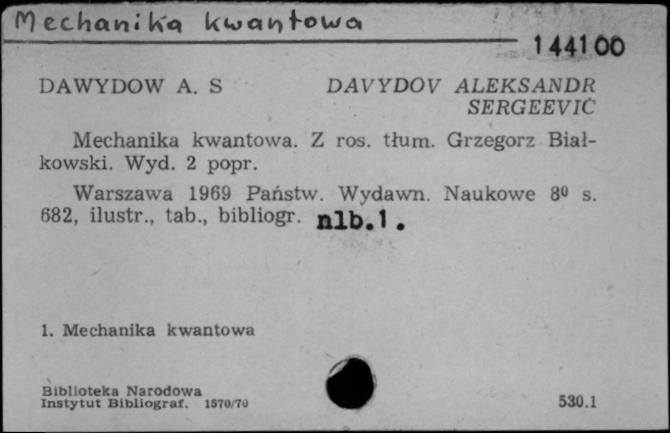 Mechanika kwantowa
144100
DAWYDOW A. S DAVYDOV ALEKSANDR
SERGEEVIČ
Mechanika kwantowa. Z ros. tłum. Grzegorz Biał-
kowski. Wyd. 2 popr.
Warszawa 1969 Państw. Wydawn. Naukowe 8⁰ s.
682, ilustr., tab., bibliogr. nlb.1.
1. Mechanika kwantowa
Biblioteka Narodowa
Instytut Bibliograf. 1570/70 530.1